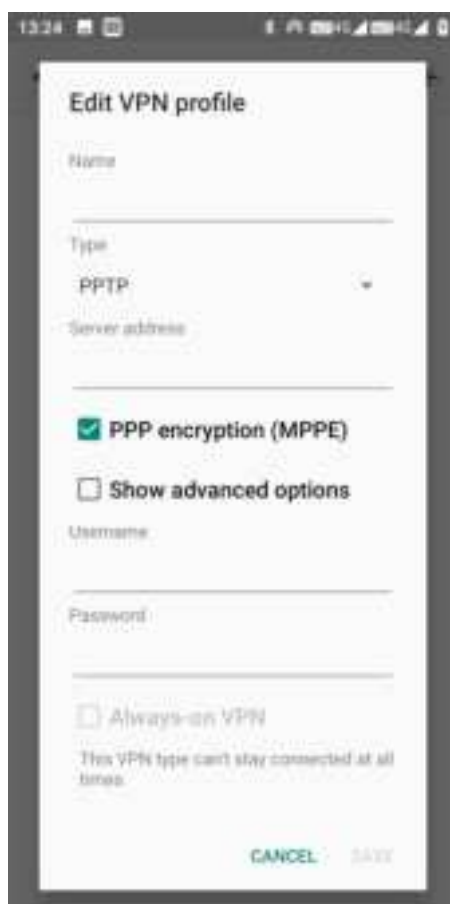 13:24
Edit VPN profile
Name
Type
PPTP
Server address
PPP encryption (MPPE)
Show advanced options
Username
Password
Always-on VPN
This VPN type can't stay connected at all
times
CANCEL SAVE